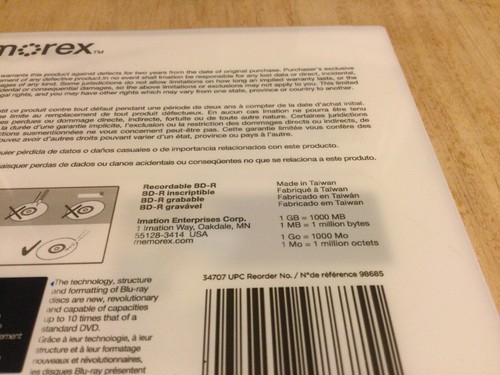 morex™
warrants this product against defects for two years from the date of original purchase. Purchaser's exclusive
ement of any defective product. In no event shall Imation be responsible for any lost data or direct, incidental,
ages of any kind. Some jurisdictions do not allow limitations on how long an implied warranty lasts, or the
idental or consequential damages, so the above limitations or exclusions may not apply to you. This limited
legal rights, and you may have other rights which may vary from one state, province or country to another.
ntit ce produit contre tout défaut pendant une période de deux ans à compter de la date d'achat initial.
se limite au remplacement de tout produit défectueux. En aucun cas Imation ne pourra être tenu
es perdues ou dommage directe, indirecte, fortuite ou de toute autre nature. Certaines juridictions
la durée d'une garantie implicite, l'exclusion ou la restriction des dommages directs ou indirects, de
ctions susmentionnées ne vous concernent peut-être pas. Cette garantie limitée vous confère des
ouvez avoir d'autres droits pouvant varier d'un état, province ou pays à l'autre.
quier pérdida de datos o daños casuales o de importancia relacionados con este producto.
aisquer perdas de dados ou danos acidentais ou conseqüentes no que se relaciona a este produto.
Recordable BD-R
BD-R inscriptible
BD-R grabable
BD-R gravável
Imation Enterprises Corp.
1 Imation Way, Oakdale, MN
55128-3414 USA
memorex.com
Made in Taiwan
Fabriqué à Taïwan
Fabricado en Taiwán
Fabricado em Taiwan
1 GB = 1000 MB
1 MB = 1 million bytes
1 Go = 1000 Mo
1 Mo = 1 million octets
34707 UPC Reorder No. / N° de référence 98685
The technology, structure
and formatting of Blu-ray
discs are new, revolutionary
and capable of capacities
up to 10 times that of a
standard DVD.
Grâce à leur technologie, à leur
structure et à leur formatage
nouveaux et révolutionnaires,
les disques Blu-ray présentent